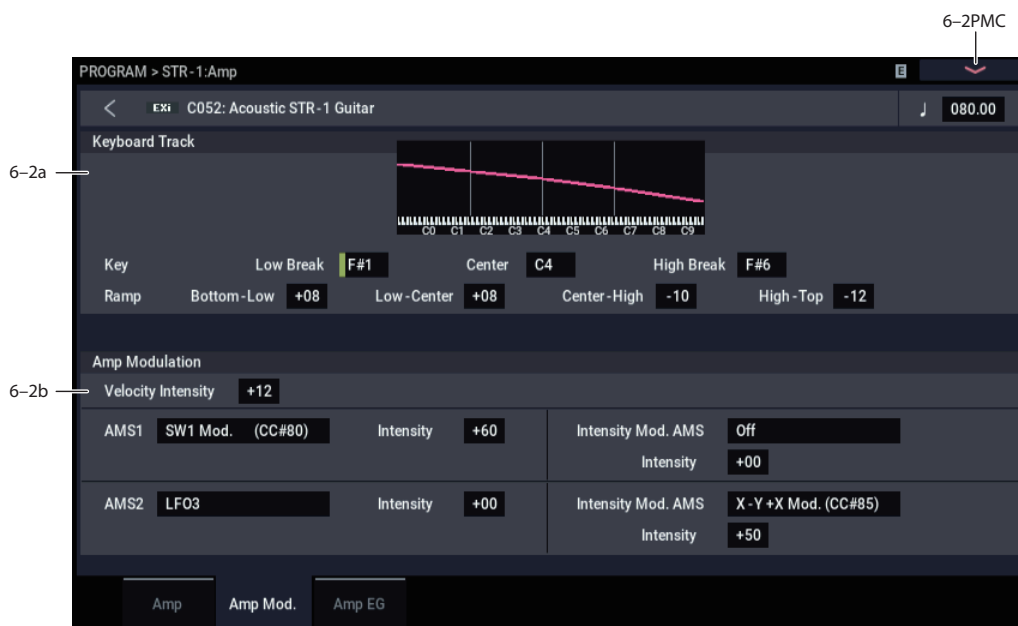 6–2PMC
PROGRAM > STR-1:Amp E
EXi C052: Acoustic STR-1 Guitar ♩ 080.00
Keyboard Track
6–2a
C0 C1 C2 C3 C4 C5 C6 C7 C8 C9
Key Low Break F#1 Center C4 High Break F#6
Ramp Bottom-Low +08 Low-Center +08 Center-High -10 High-Top -12
Amp Modulation
6–2b Velocity Intensity +12
AMS1 SW1 Mod. (CC#80) Intensity +60 Intensity Mod. AMS Off
Intensity +00
AMS2 LFO3 Intensity +00 Intensity Mod. AMS X-Y +X Mod. (CC#85)
Intensity +50
Amp Amp Mod. Amp EG